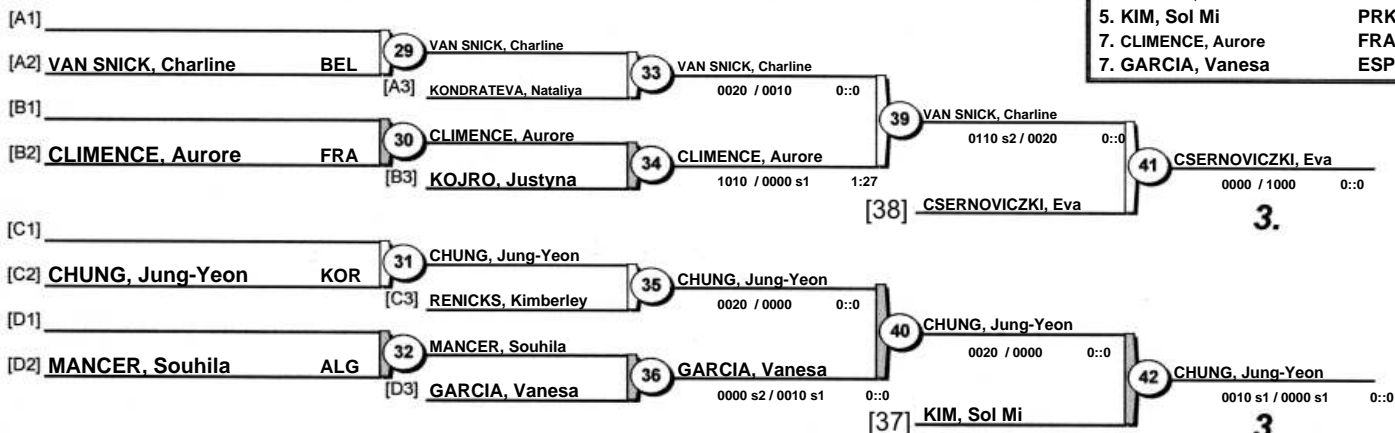 5. KIM, Sol Mi PRK
7. CLIMENCE, Aurore FRA
7. GARCIA, Vanesa ESP
[A1]
[A2] VAN SNICK, Charline BEL
29 VAN SNICK, Charline
[A3] KONDRATEVA, Nataliya
33 VAN SNICK, Charline
0020 / 0010 0::0
[B1]
[B2] CLIMENCE, Aurore FRA
30 CLIMENCE, Aurore
[B3] KOJRO, Justyna
34 CLIMENCE, Aurore
1010 / 0000 s1 1:27
39 VAN SNICK, Charline
0110 s2 / 0020 0::0
[38] CSERNOVICZKI, Eva
41 CSERNOVICZKI, Eva
0000 / 1000 0::0
3.
[C1]
[C2] CHUNG, Jung-Yeon KOR
31 CHUNG, Jung-Yeon
[C3] RENICKS, Kimberley
35 CHUNG, Jung-Yeon
0020 / 0000 0::0
[D1]
[D2] MANCER, Souhila ALG
32 MANCER, Souhila
[D3] GARCIA, Vanesa
36 GARCIA, Vanesa
0000 s2 / 0010 s1 0::0
40 CHUNG, Jung-Yeon
0020 / 0000 0::0
[37] KIM, Sol Mi
42 CHUNG, Jung-Yeon
0010 s1 / 0000 s1 0::0
3